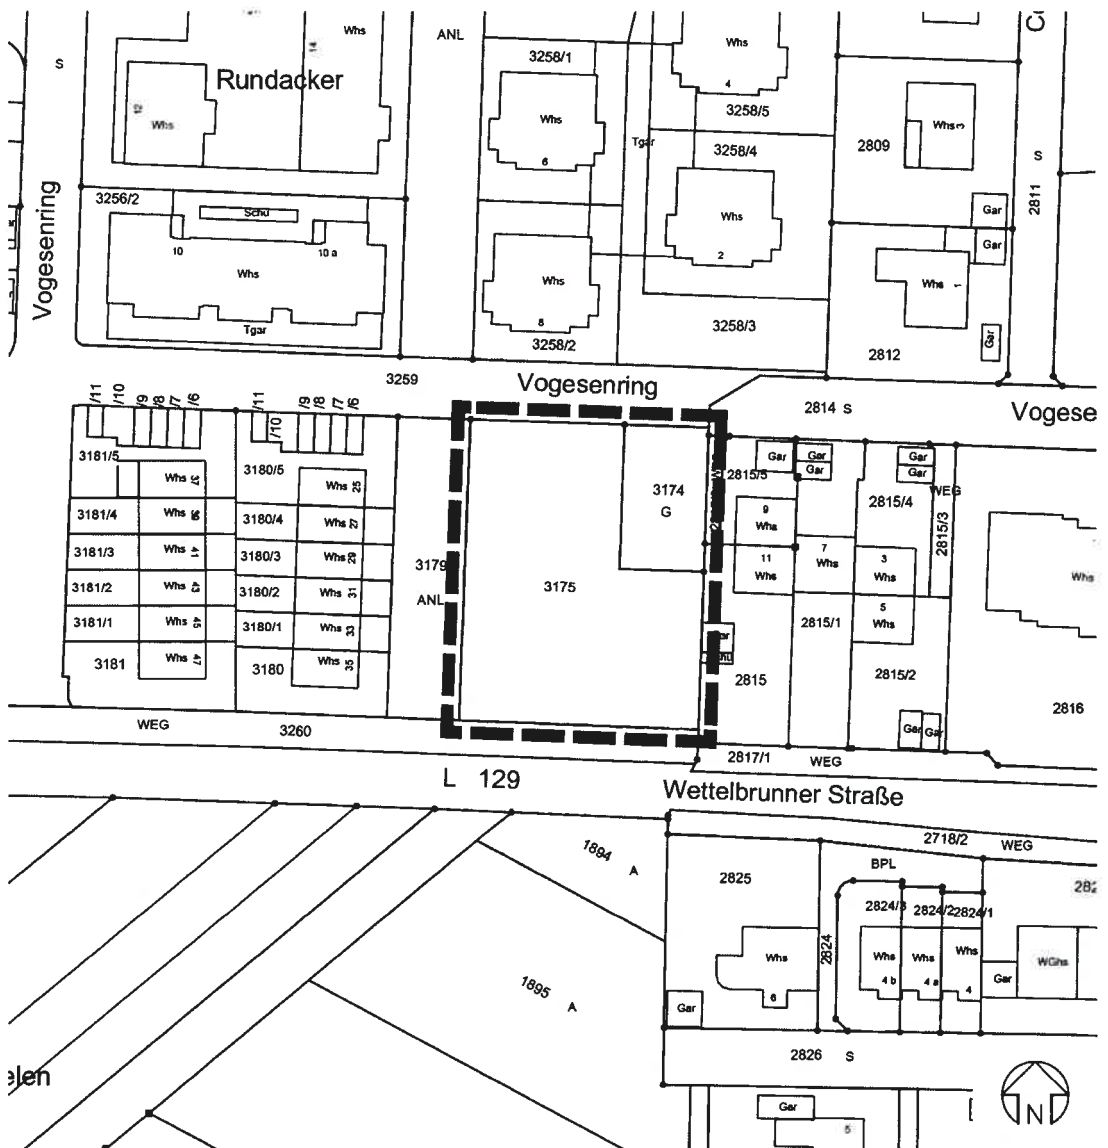 Whs
14
ANL
3258/1
Whs
4
S
Rundacker
12
Whs
Whs
6
3258/5
Tgar
3258/4
2809
Whs 3
S
2811
Vogesenring
3256/2
Schu
10
10 a
Whs
Tgar
Whs
2
Gar
Gar
Whs
8
3258/2
3258/3
Whs 1
Gar
2812
3259
Vogesenring
2814 S
Vogese
/11
/10
/9
/8
/7
/6
/11
/10
/9
/8
/7
/6
3181/5
Whs 37
3180/5
Whs 25
3181/4
Whs
3180/4
Whs 27
3181/3
Whs 41
3180/3
Whs 29
3181/2
Whs 43
3180/2
Whs 31
3181/1
Whs 45
3180/1
Whs 33
3181
Whs 47
3180
Whs 35
3179
ANL
3175
3174
G
2815/5
Gar
Gar
Gar
Gar
Gar
2815/4
WEG
2815/3
9
Whs
11
Whs
7
Whs
3
Whs
5
Whs
2815/1
2815
2815/2
Whs
2816
Gar
Gar
WEG
3260
2817/1
WEG
L 129
Wettelbrunner Straße
2718/2
WEG
1894
A
2825
BPL
2824/3
2824/2
2824/1
2824
Whs
6
Whs
4 b
Whs
4 a
Whs
4
Gar
WGhs
1895
A
Gar
2826 S
elen
Gar
5
N